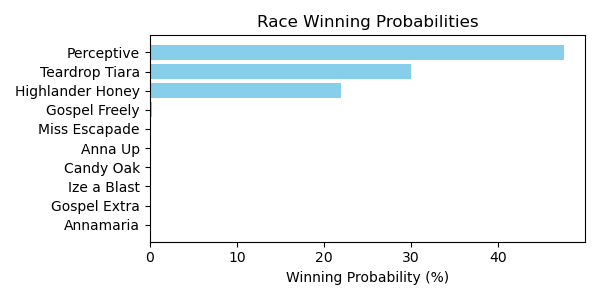 Race Winning Probabilities
Perceptive
Teardrop Tiara
Highlander Honey
Gospel Freely
Miss Escapade
Anna Up
Candy Oak
Ize a Blast
Gospel Extra
Annamaria
0 10 20 30 40
Winning Probability (%)